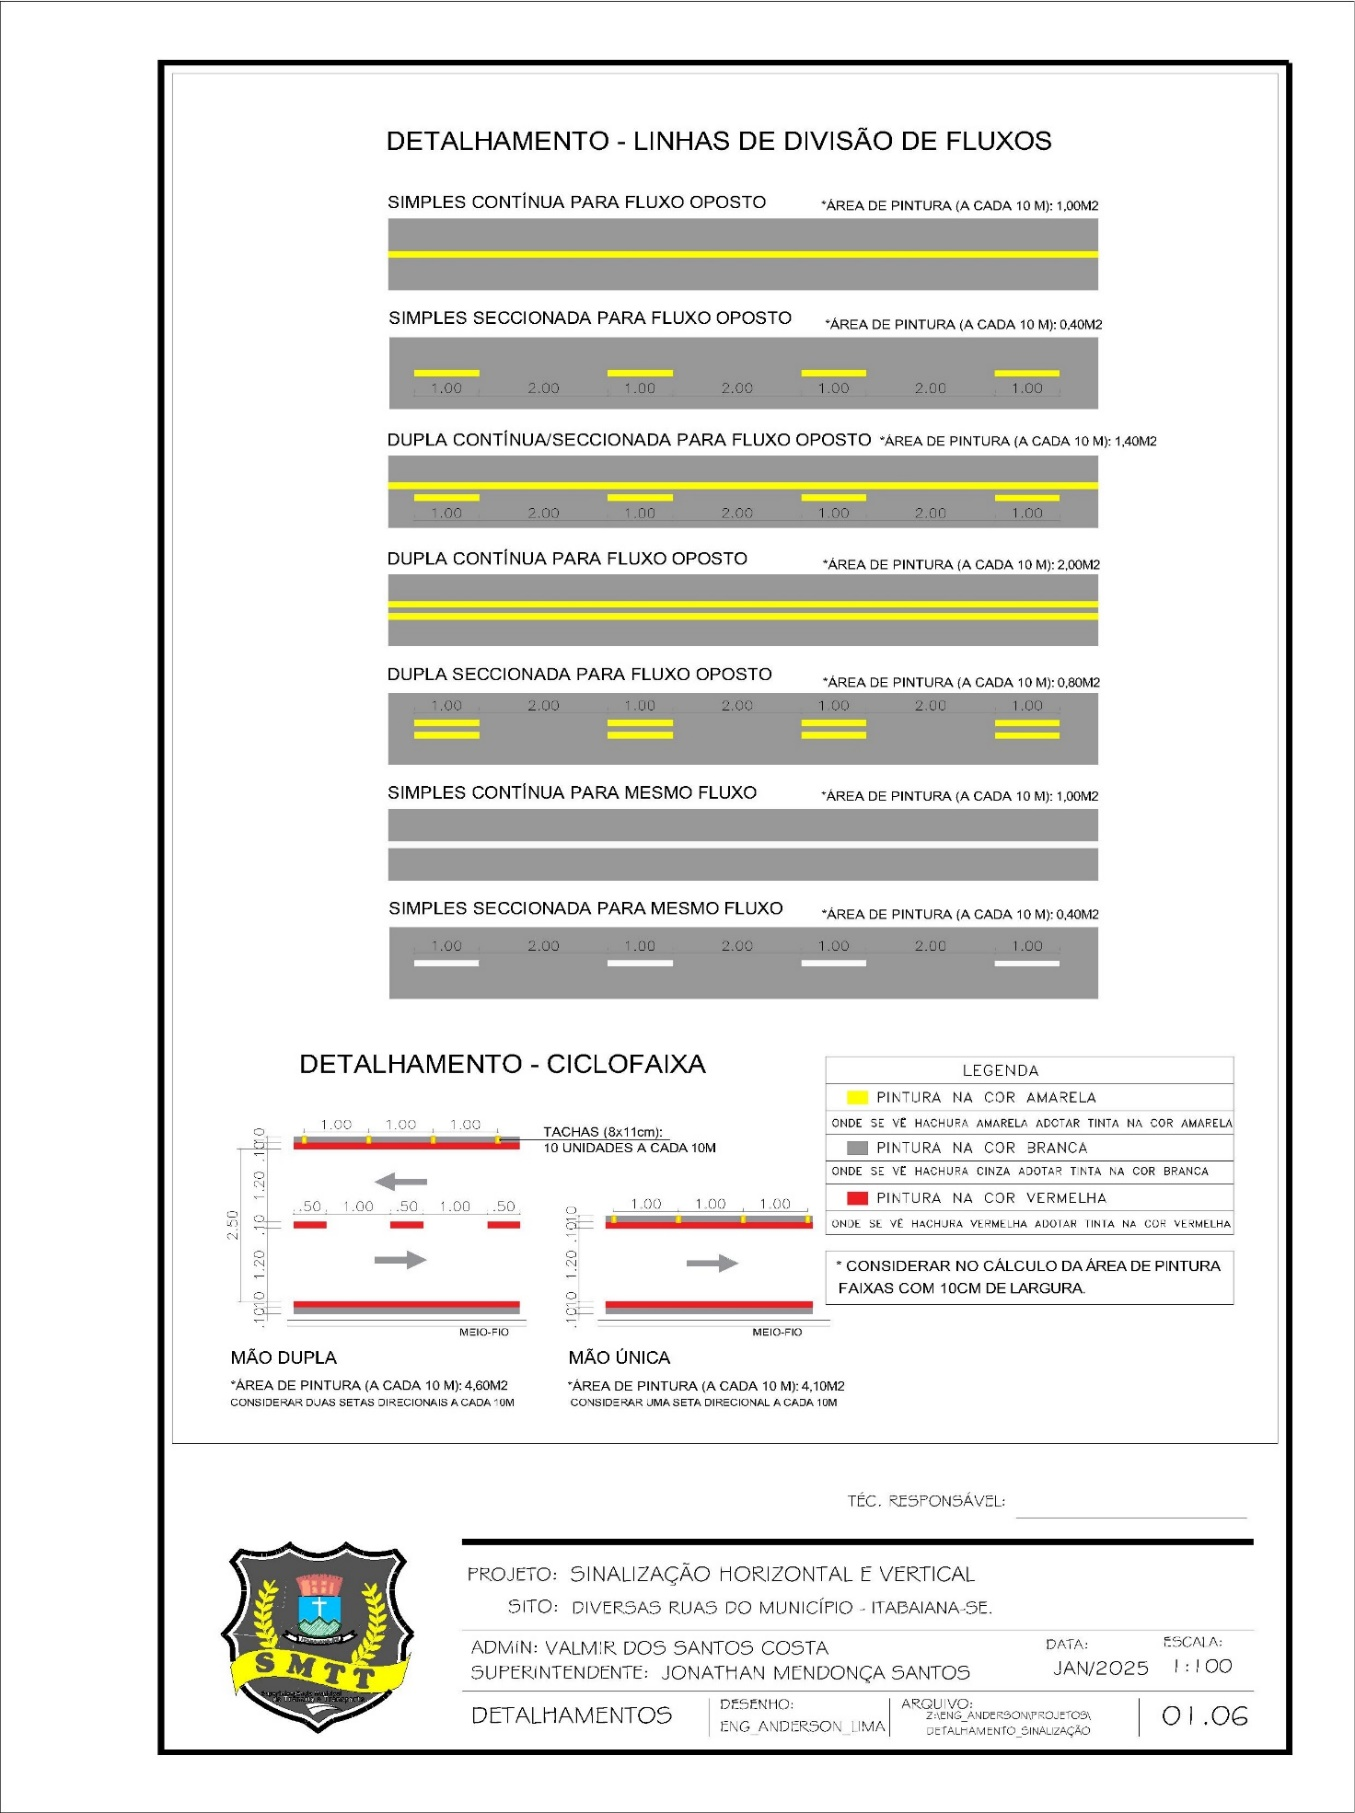 DETALHAMENTO - LINHAS DE DIVISÃO DE FLUXOS
SIMPLES CONTÍNUA PARA FLUXO OPOSTO *ÁREA DE PINTURA (A CADA 10 M): 1,00M2
SIMPLES SECCIONADA PARA FLUXO OPOSTO *ÁREA DE PINTURA (A CADA 10 M): 0,40M2
1.00 2.00 1.00 2.00 1.00 2.00 1.00
DUPLA CONTÍNUA/SECCIONADA PARA FLUXO OPOSTO *ÁREA DE PINTURA (A CADA 10 M): 1,40M2
1.00 2.00 1.00 2.00 1.00 2.00 1.00
DUPLA CONTÍNUA PARA FLUXO OPOSTO *ÁREA DE PINTURA (A CADA 10 M): 2,00M2
DUPLA SECCIONADA PARA FLUXO OPOSTO *ÁREA DE PINTURA (A CADA 10 M): 0,80M2
1.00 2.00 1.00 2.00 1.00 2.00 1.00
SIMPLES CONTÍNUA PARA MESMO FLUXO *ÁREA DE PINTURA (A CADA 10 M): 1,00M2
SIMPLES SECCIONADA PARA MESMO FLUXO *ÁREA DE PINTURA (A CADA 10 M): 0,40M2
1.00 2.00 1.00 2.00 1.00 2.00 1.00
DETALHAMENTO - CICLOFAIXA
1.00 1.00 1.00
TACHAS (8x11cm):
10 UNIDADES A CADA 10M
.10 .10
1.20
.50 1.00 .50 1.00 .50
2.50
.10
1.20
.10 .10
MEIO-FIO
MÃO DUPLA
*ÁREA DE PINTURA (A CADA 10 M): 4,60M2
CONSIDERAR DUAS SETAS DIRECIONAIS A CADA 10M
1.00 1.00 1.00
.10 .10
1.20
.10 .10
MEIO-FIO
MÃO ÚNICA
*ÁREA DE PINTURA (A CADA 10 M): 4,10M2
CONSIDERAR UMA SETA DIRECIONAL A CADA 10M
LEGENDA
PINTURA NA COR AMARELA
ONDE SE VÊ HACHURA AMARELA ADOTAR TINTA NA COR AMARELA
PINTURA NA COR BRANCA
ONDE SE VÊ HACHURA CINZA ADOTAR TINTA NA COR BRANCA
PINTURA NA COR VERMELHA
ONDE SE VÊ HACHURA VERMELHA ADOTAR TINTA NA COR VERMELHA
* CONSIDERAR NO CÁLCULO DA ÁREA DE PINTURA
FAIXAS COM 10CM DE LARGURA.
TÉC. RESPONSÁVEL:
SMTT
PROJETO: SINALIZAÇÃO HORIZONTAL E VERTICAL
SITO: DIVERSAS RUAS DO MUNICÍPIO - ITABAIANA-SE.
ADMIN: VALMIR DOS SANTOS COSTA
SUPERINTENDENTE: JONATHAN MENDONÇA SANTOS
DATA:
JAN/2025
ESCALA:
1:100
DETALHAMENTOS
DESENHO:
ENG_ANDERSON_LIMA
ARQUIVO:
Z:\ENG_ANDERSON\PROJETOS\
DETALHAMENTO_SINALIZAÇÃO
01.06